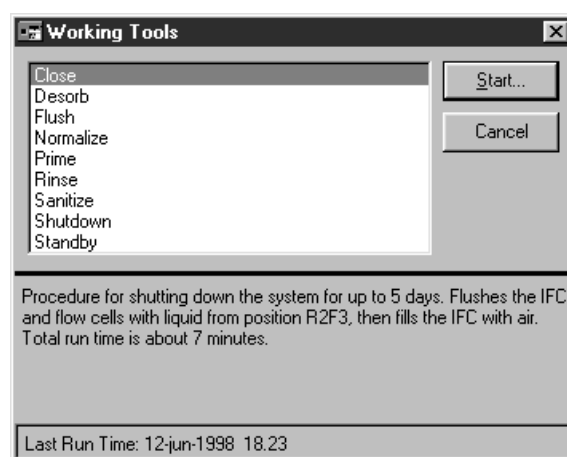 Working Tools
Close
Desorb
Flush
Normalize
Prime
Rinse
Sanitize
Shutdown
Standby
Start...
Cancel
Procedure for shutting down the system for up to 5 days. Flushes the IFC
and flow cells with liquid from position R2F3, then fills the IFC with air.
Total run time is about 7 minutes.
Last Run Time: 12-jun-1998 18.23